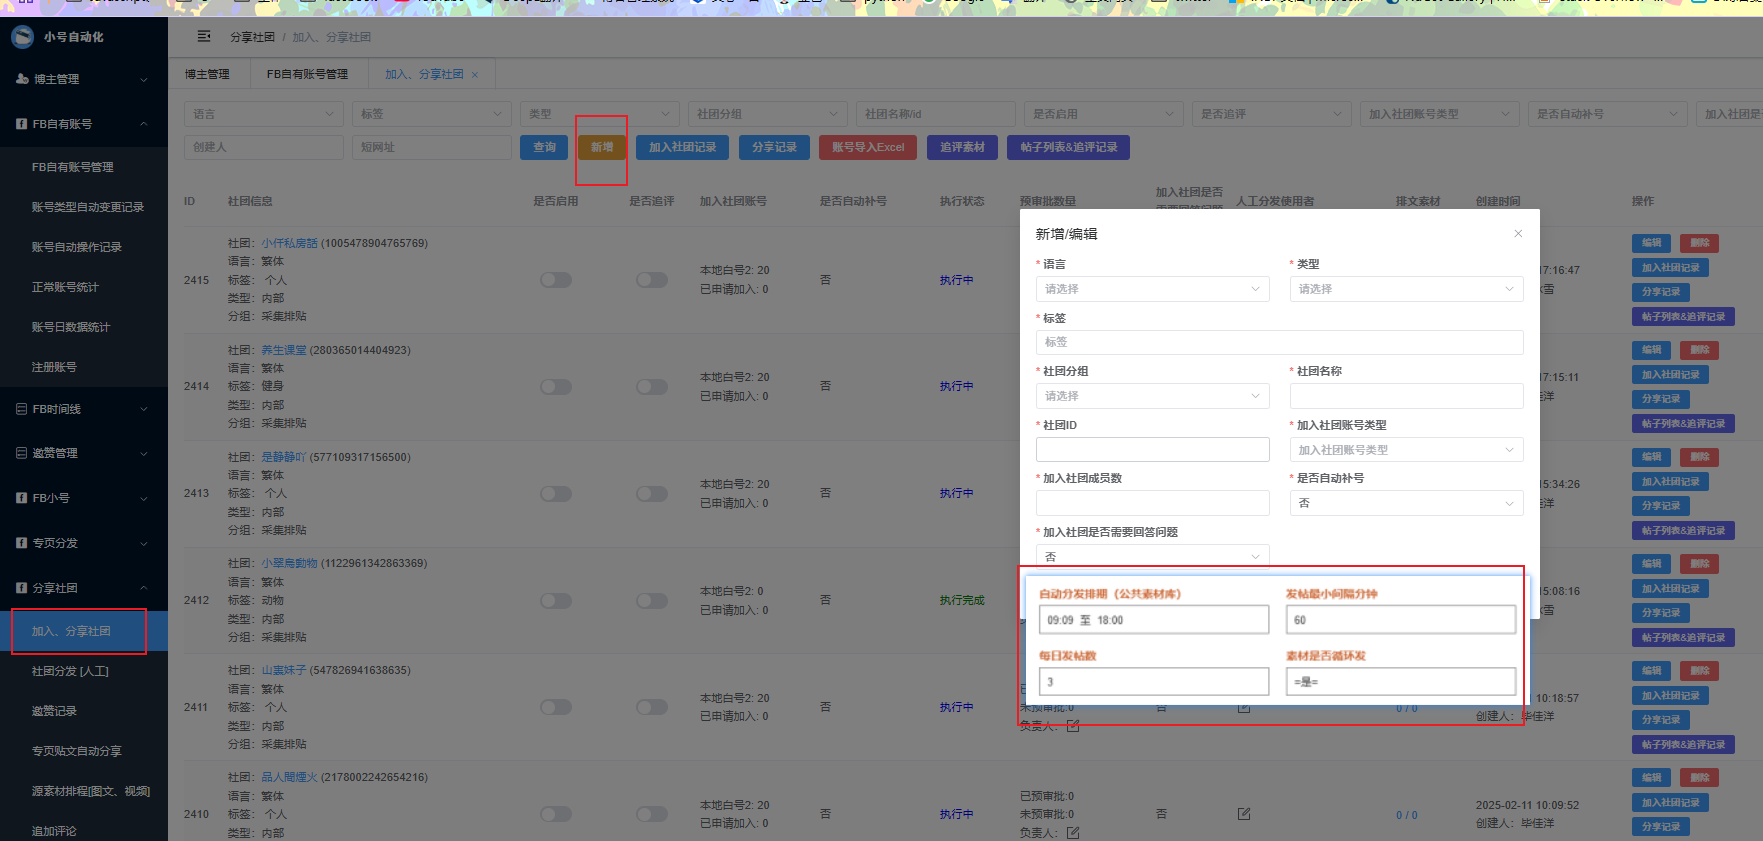 小号自动化
博主管理
FB自有账号
FB自有账号管理
账号类型自动变更记录
账号自动操作记录
正常账号统计
账号日数据统计
注册账号
FB时间线
邀赞管理
FB小号
专页分发
分享社团
加入、分享社团
社团分发 [人工]
邀赞记录
专页贴文自动分享
源素材排程[图文、视频]
追加评论
分享社团 / 加入、分享社团
博主管理 FB自有账号管理 加入、分享社团 ×
语言 标签 类型 社团分组 社团名称/id 是否启用 是否追评 加入社团账号类型 是否自动补号
创建人 短网址 查询 新增 加入社团记录 分享记录 账号导入Excel 追评素材 帖子列表&追评记录
ID 社团信息 是否启用 是否追评 加入社团账号 是否自动补号 执行状态 预审批数量 加入社团是否 人工分发使用者 排文素材 创建时间 操作
2415
社团：小仟私房話 (1005478904765769)
语言：繁体
标签： 个人
类型：内部
分组：采集排贴
本地白号2: 20
已申请加入: 0
否
执行中
17:16:47
编辑 删除
加入社团记录
分享记录
帖子列表&追评记录
2414
社团：养生课堂 (280365014404923)
语言：繁体
标签：健身
类型：内部
分组：采集排贴
本地白号2: 20
已申请加入: 0
否
执行中
17:15:11
编辑 删除
加入社团记录
分享记录
帖子列表&追评记录
2413
社团：是静静吖 (577109317156500)
语言：繁体
标签： 个人
类型：内部
分组：采集排贴
本地白号2: 20
已申请加入: 0
否
执行中
15:34:26
编辑 删除
加入社团记录
分享记录
帖子列表&追评记录
2412
社团：小翠鳥動物 (1122961342863369)
语言：繁体
标签：动物
类型：内部
分组：采集排贴
本地白号2: 0
已申请加入: 0
否
执行完成
15:08:16
编辑 删除
加入社团记录
分享记录
帖子列表&追评记录
2411
社团：山裏妹子 (547826941638635)
语言：繁体
标签： 个人
类型：内部
分组：采集排贴
本地白号2: 20
已申请加入: 0
否
执行中
未预审批:0
负责人：
否
0 / 0
10:18:57
创建人：毕佳洋
编辑 删除
加入社团记录
分享记录
帖子列表&追评记录
2410
社团：品人間煙火 (2178002242654216)
语言：繁体
标签： 个人
类型：内部
本地白号2: 20
已申请加入: 0
否
执行中
已预审批:0
未预审批:0
负责人：
否
0 / 0
2025-02-11 10:09:52
创建人：毕佳洋
编辑 删除
加入社团记录
分享记录
新增/编辑 ×
* 语言 * 类型
请选择 请选择
* 标签
标签
* 社团分组 * 社团名称
请选择
* 社团ID * 加入社团账号类型
加入社团账号类型
* 加入社团成员数 * 是否自动补号
否
* 加入社团是否需要回答问题
否
自动分发排期（公共素材库） 发帖最小间隔分钟
09:09 至 18:00 60
每日发帖数 素材是否循环发
3 =是=